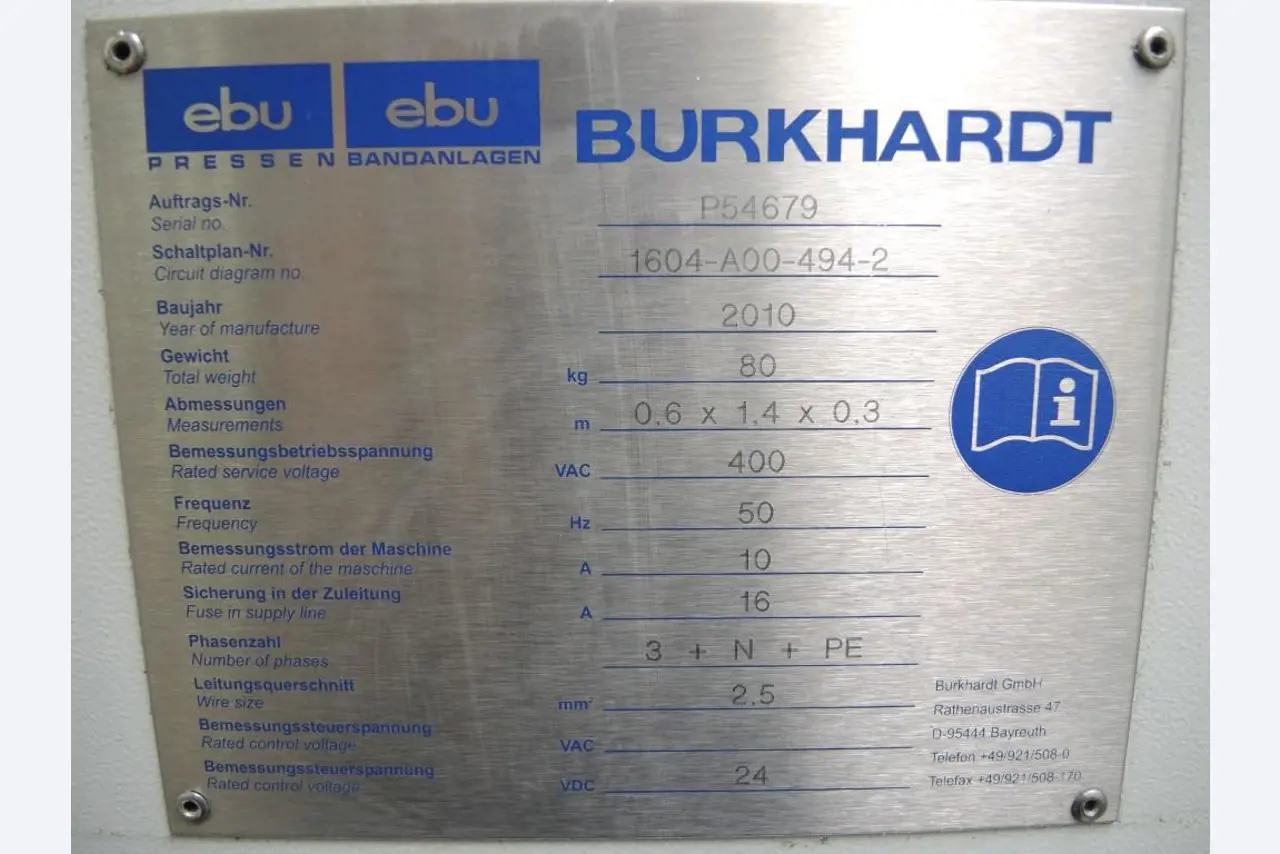 ebu ebu BURKHARDT
PRESSEN BANDANLAGEN
Auftrags-Nr.
Serial no. P54679
Schaltplan-Nr.
Circuit diagram no. 1604-A00-494-2
Baujahr
Year of manufacture 2010
Gewicht
Total weight kg 80
Abmessungen
Measurements m 0,6 x 1,4 x 0,3
Bemessungsbetriebsspannung
Rated service voltage VAC 400
Frequenz
Frequency Hz 50
Bemessungsstrom der Maschine
Rated current of the maschine A 10
Sicherung in der Zuleitung
Fuse in supply line A 16
Phasenzahl
Number of phases 3 + N + PE
Leitungsquerschnitt
Wire size mm² 2,5
Bemessungssteuerspannung
Rated control voltage VAC
Bemessungssteuerspannung
Rated control voltage VDC 24
i
Burkhardt GmbH
Rathenaustrasse 47
D-95444 Bayreuth
Telefon +49/921/508-0
Telefax +49/921/508-170